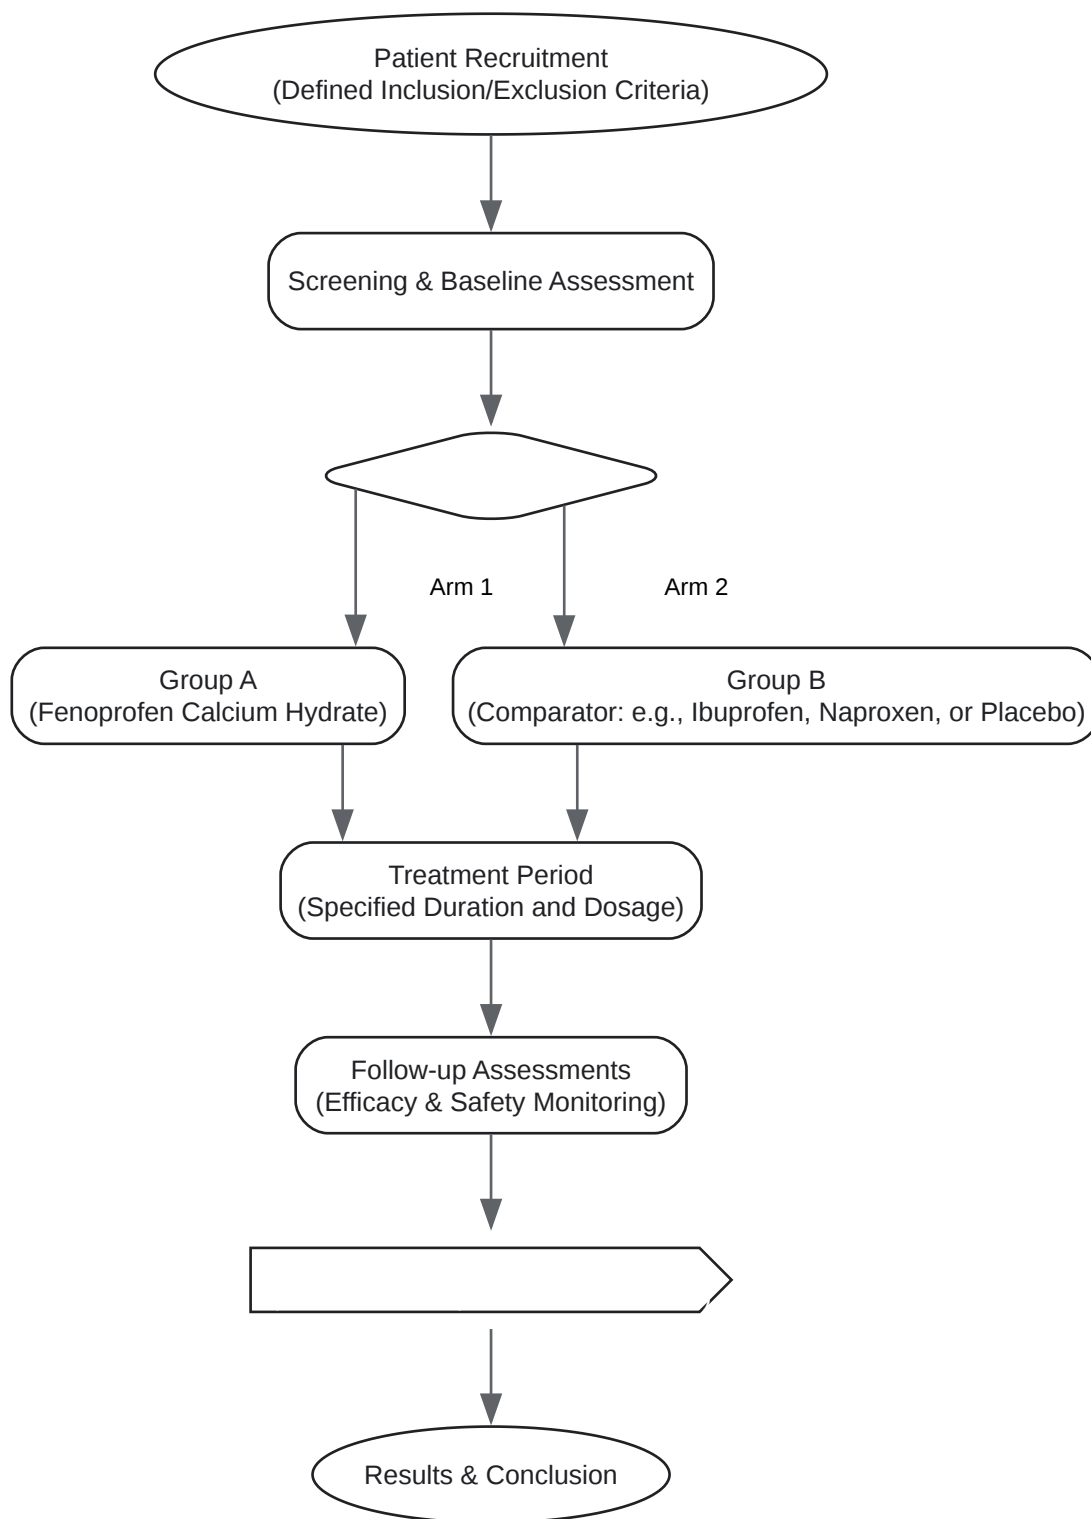 Patient Recruitment
(Defined Inclusion/Exclusion Criteria)
Screening & Baseline Assessment
Arm 1
Arm 2
Group A
(Fenoprofen Calcium Hydrate)
Group B
(Comparator: e.g., Ibuprofen, Naproxen, or Placebo)
Treatment Period
(Specified Duration and Dosage)
Follow-up Assessments
(Efficacy & Safety Monitoring)
Results & Conclusion